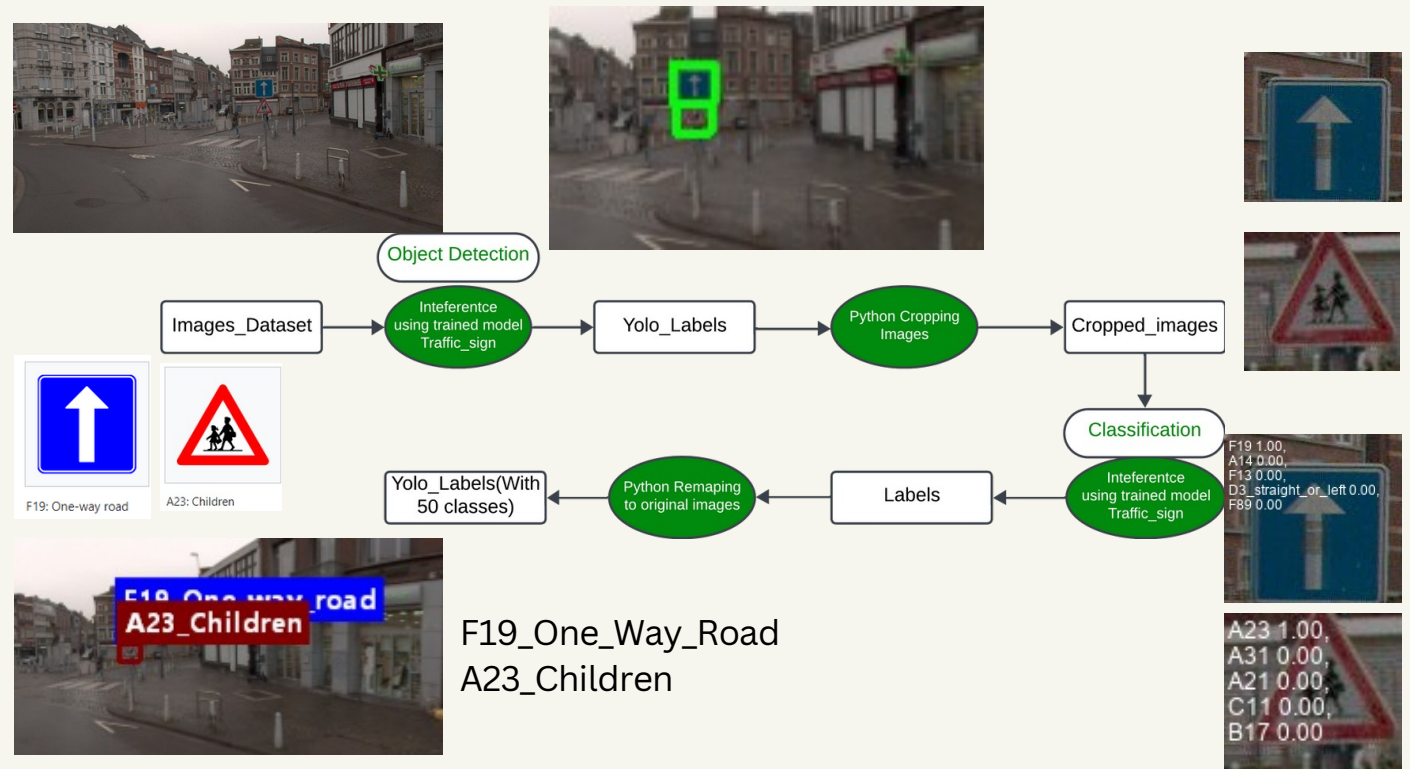 Object Detection
Images_Dataset
Inteferentce
using trained model
Traffic_sign
Yolo_Labels
Python Cropping
Images
Cropped_images
F19: One-way road
A23: Children
Classification
Inteferentce
using trained model
Traffic_sign
Labels
Python Remaping
to original images
Yolo_Labels(With
50 classes)
F19 1.00,
A14 0.00,
F13 0.00,
D3_straight_or_left 0.00,
F89 0.00
F19_One_way_road
A23_Children
F19_One_Way_Road
A23_Children
A23 1.00,
A31 0.00,
A21 0.00,
C11 0.00,
B17 0.00